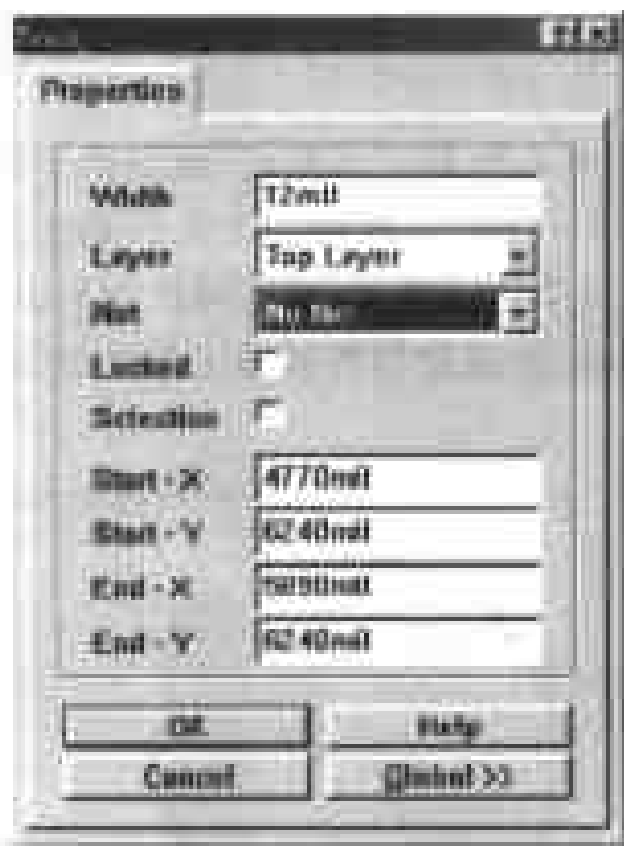 Properties
Width 12mil
Layer Top Layer
Net No Net
Locked
Selection
Start - X 4770mil
Start - Y 6240mil
End - X
End - Y 6240mil
OK Help
Cancel Global >>